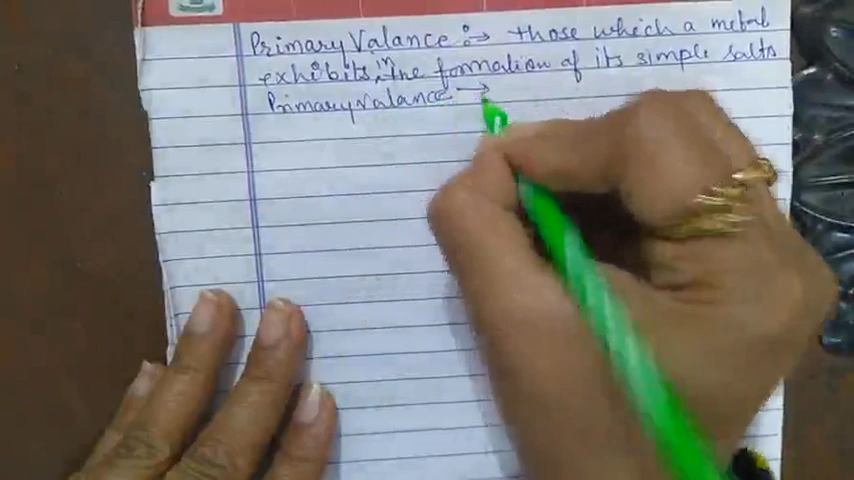 Primary Valance :→ those which a metal
exhibits in the formation of its simple salts
Primary valance →